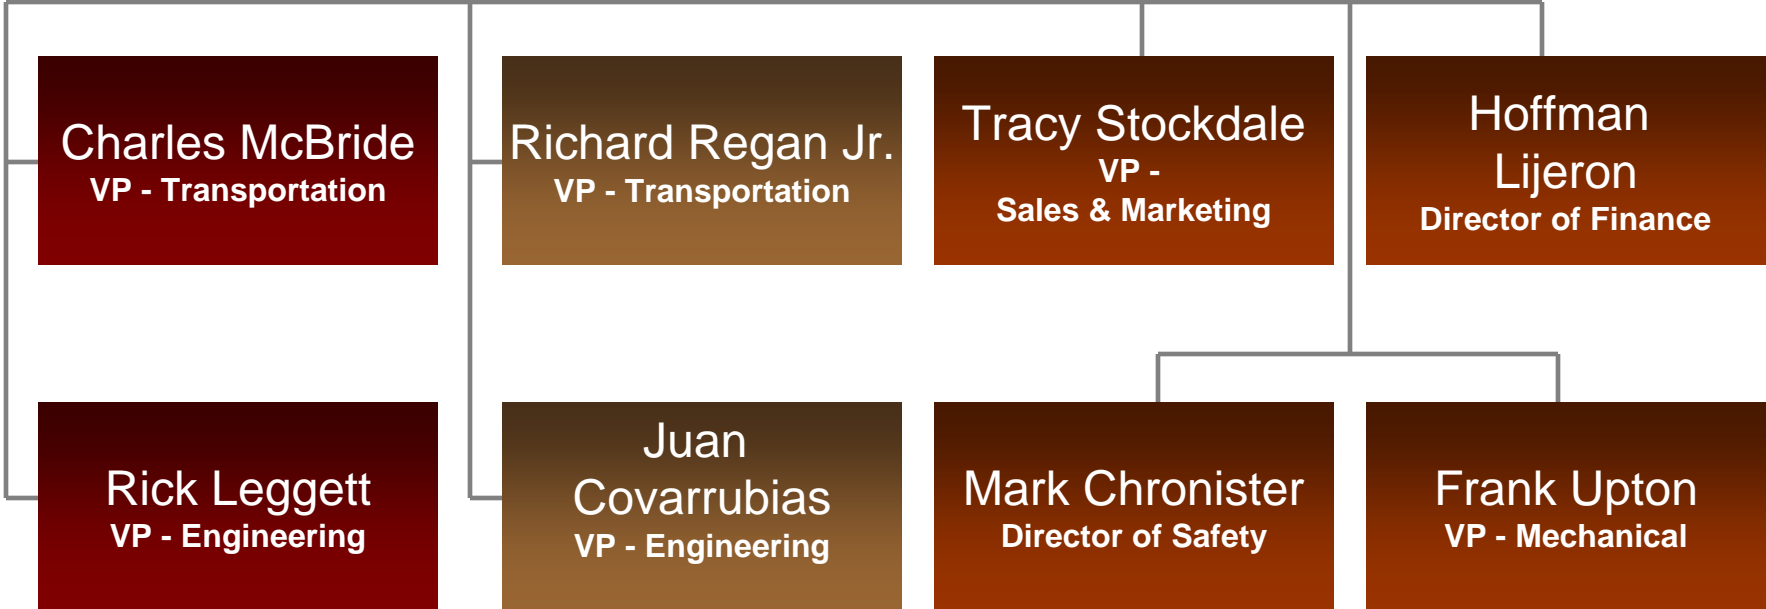 Charles McBride
VP - Transportation
Richard Regan Jr.
VP - Transportation
Tracy Stockdale
VP -
Sales & Marketing
Hoffman
Lijeron
Director of Finance
Rick Leggett
VP - Engineering
Juan
Covarrubias
VP - Engineering
Mark Chronister
Director of Safety
Frank Upton
VP - Mechanical